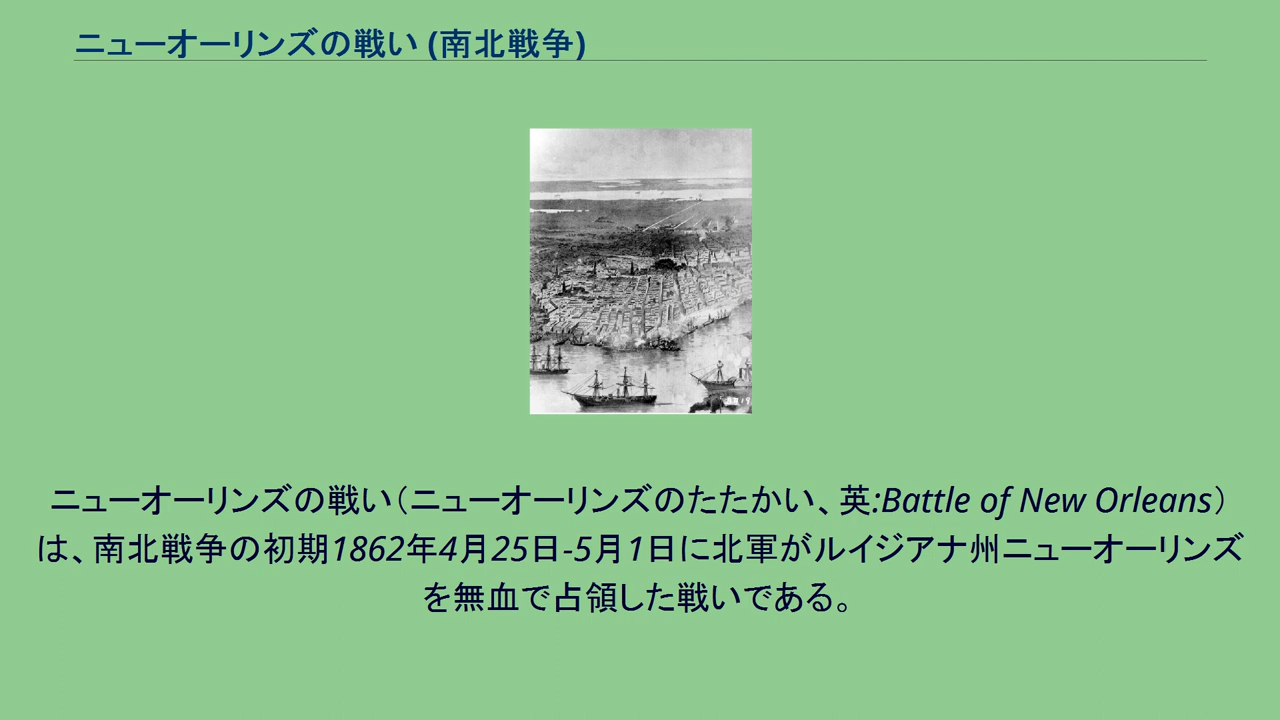 ニューオーリンズの戦い (南北戦争)
ニューオーリンズの戦い（ニューオーリンズのたたかい、英:Battle of New Orleans）
は、南北戦争の初期1862年4月25日-5月1日に北軍がルイジアナ州ニューオーリンズ
を無血で占領した戦いである。